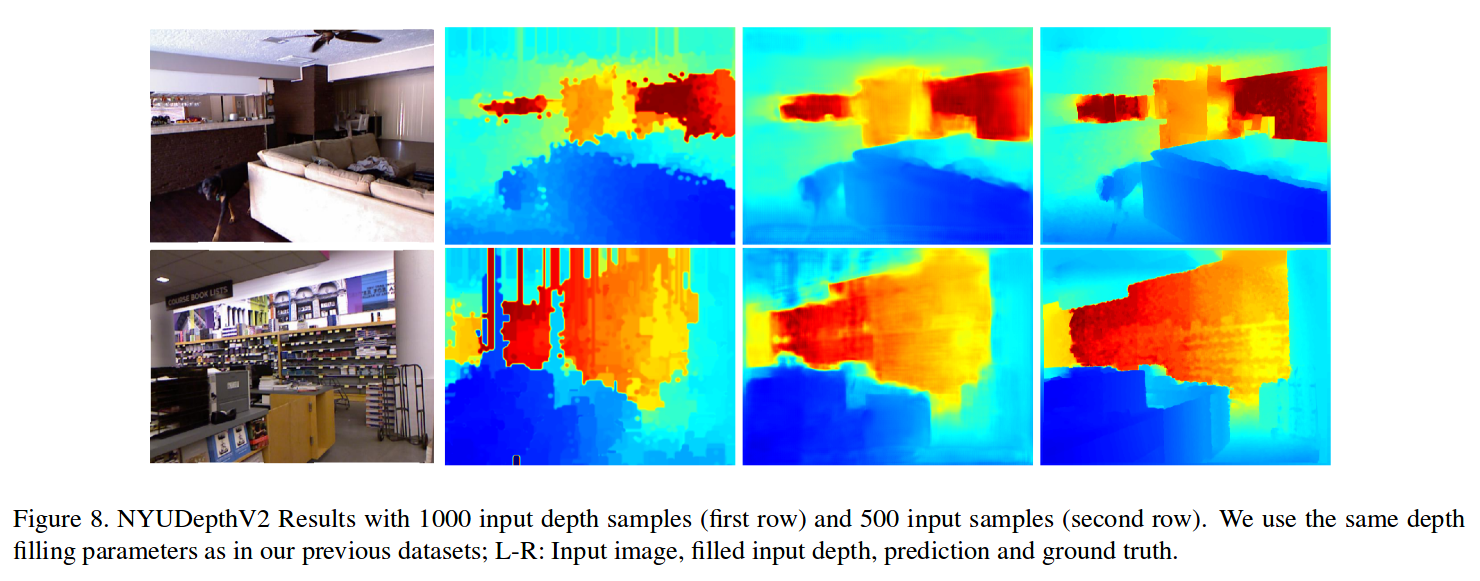 COURSE BOOK LISTS
Figure 8. NYUDepthV2 Results with 1000 input depth samples (first row) and 500 input samples (second row). We use the same depth
filling parameters as in our previous datasets; L-R: Input image, filled input depth, prediction and ground truth.